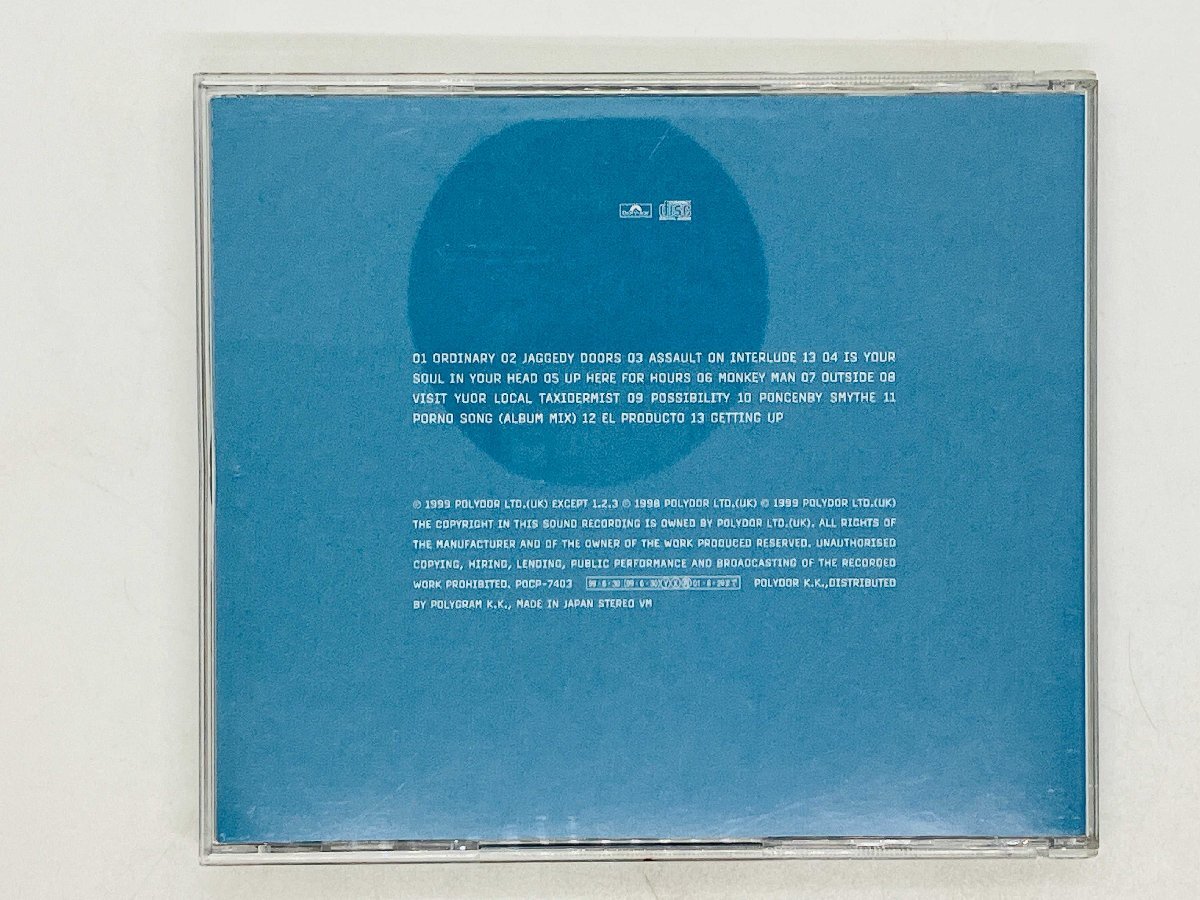 Polydor disc
01 ORDINARY 02 JAGGEDY DOORS 03 ASSAULT ON INTERLUDE 13 04 IS YOUR
SOUL IN YOUR HEAD 05 UP HERE FOR HOURS 06 MONKEY MAN 07 OUTSIDE 08
VISIT YUOR LOCAL TAXIDERMIST 09 POSSIBILITY 10 PONCENBY SMYTHE 11
PORNO SONG (ALBUM MIX) 12 EL PRODUCTO 13 GETTING UP
℗ 1999 POLYDOR LTD.(UK) EXCEPT 1.2.3 ℗ 1998 POLYDOR LTD.(UK) © 1999 POLYDOR LTD.(UK)
THE COPYRIGHT IN THIS SOUND RECORDING IS OWNED BY POLYDOR LTD.(UK). ALL RIGHTS OF
THE MANUFACTURER AND OF THE OWNER OF THE WORK PRODUCED RESERVED. UNAUTHORISED
COPYING, HIRING, LENDING, PUBLIC PERFORMANCE AND BROADCASTING OF THE RECORDED
WORK PROHIBITED. POCP-7403 POLYDOR K.K.,DISTRIBUTED
BY POLYGRAM K.K., MADE IN JAPAN STEREO VM